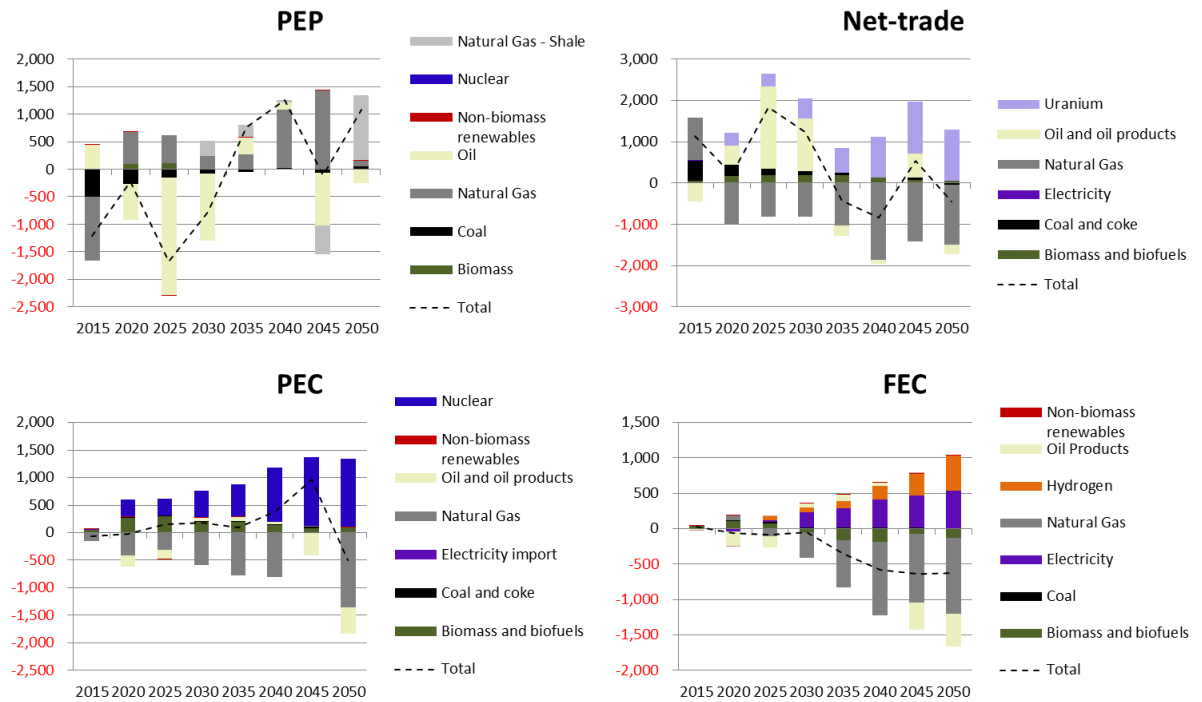 PEP
2,000
1,500
1,000
500
0
-500
-1,000
-1,500
-2,000
-2,500
2015 2020 2025 2030 2035 2040 2045 2050
Natural Gas - Shale
Nuclear
Non-biomass
renewables
Oil
Natural Gas
Coal
Biomass
Total
Net-trade
3,000
2,000
1,000
0
-1,000
-2,000
-3,000
2015 2020 2025 2030 2035 2040 2045 2050
Uranium
Oil and oil products
Natural Gas
Electricity
Coal and coke
Biomass and biofuels
Total
PEC
2,000
1,500
1,000
500
0
-500
-1,000
-1,500
-2,000
-2,500
2015 2020 2025 2030 2035 2040 2045 2050
Nuclear
Non-biomass
renewables
Oil and oil products
Natural Gas
Electricity import
Coal and coke
Biomass and biofuels
Total
FEC
1,500
1,000
500
0
-500
-1,000
-1,500
-2,000
2015 2020 2025 2030 2035 2040 2045 2050
Non-biomass
renewables
Oil Products
Hydrogen
Natural Gas
Electricity
Coal
Biomass and biofuels
Total